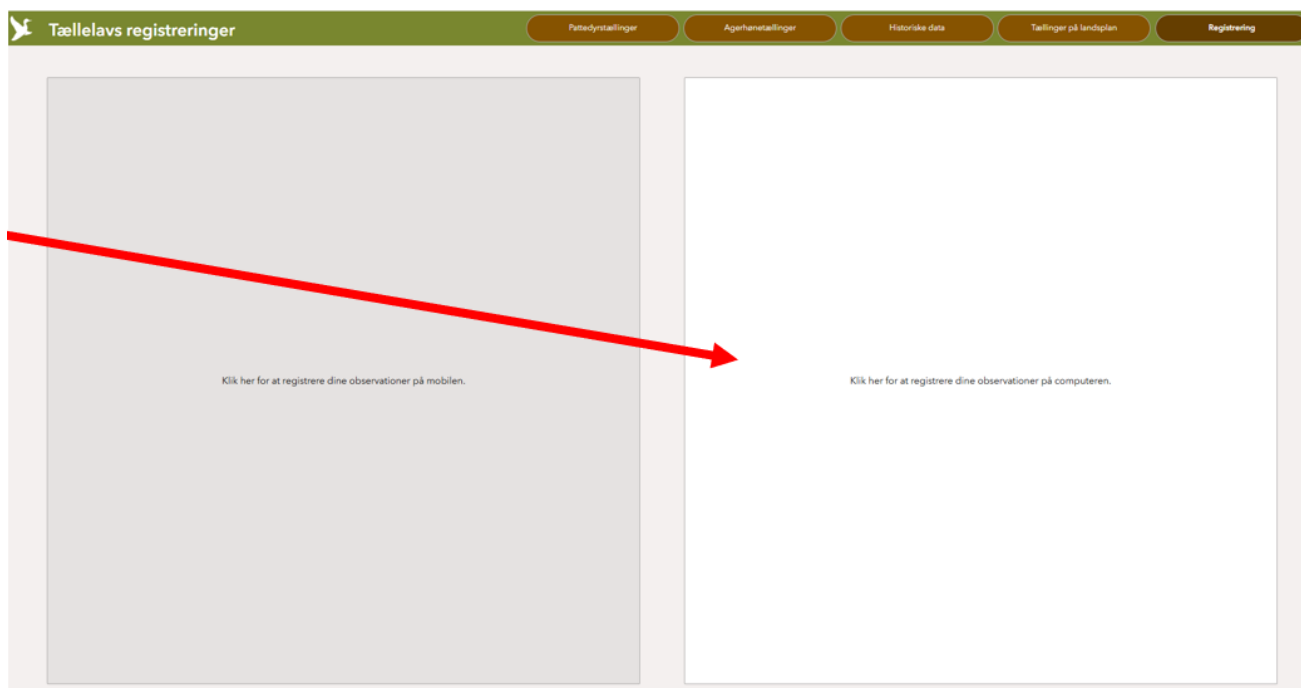 Tællelavs registreringer
Pattedyrstællinger
Agerhønetællinger
Historiske data
Tællinger på landsplan
Registrering
Klik her for at registrere dine observationer på mobilen.
Klik her for at registrere dine observationer på computeren.